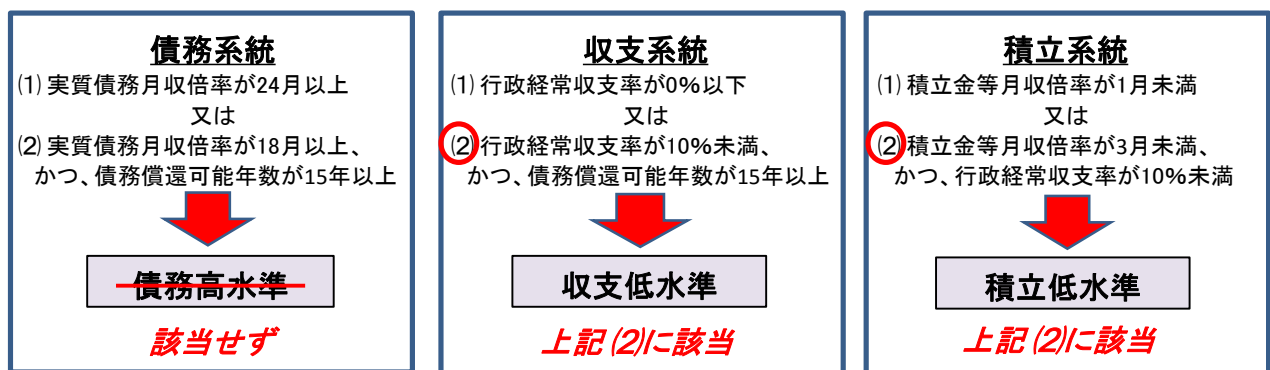 債務系統
⑴ 実質債務月収倍率が24月以上
又は
⑵ 実質債務月収倍率が18月以上、
かつ、債務償還可能年数が15年以上
債務高水準
該当せず
収支系統
⑴ 行政経常収支率が0%以下
又は
⑵ 行政経常収支率が10%未満、
かつ、債務償還可能年数が15年以上
収支低水準
上記⑵に該当
積立系統
⑴ 積立金等月収倍率が1月未満
又は
⑵ 積立金等月収倍率が3月未満、
かつ、行政経常収支率が10%未満
積立低水準
上記⑵に該当